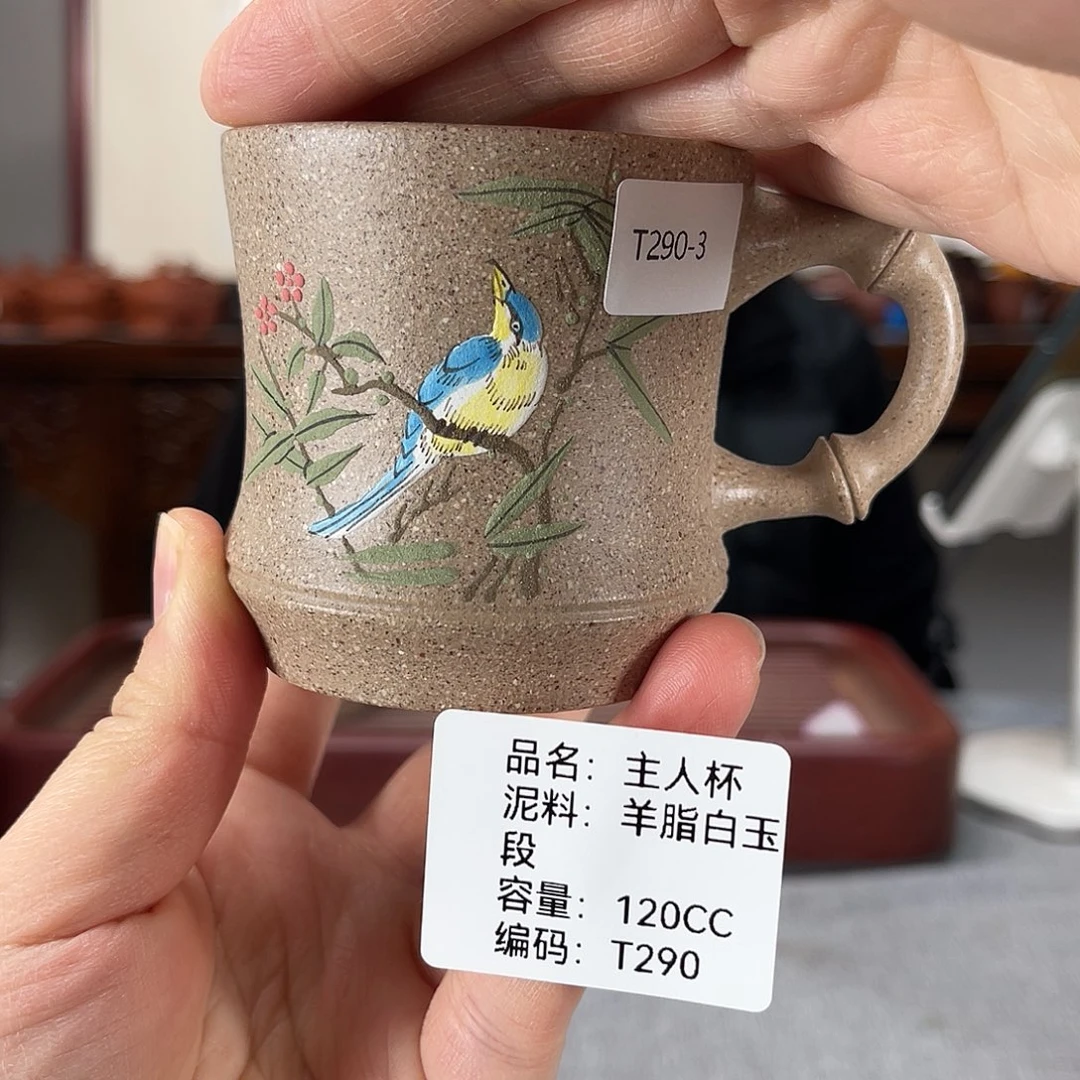 T290-3
品名：主人杯
泥料：羊脂白玉
段
容量：120CC
编码：T290